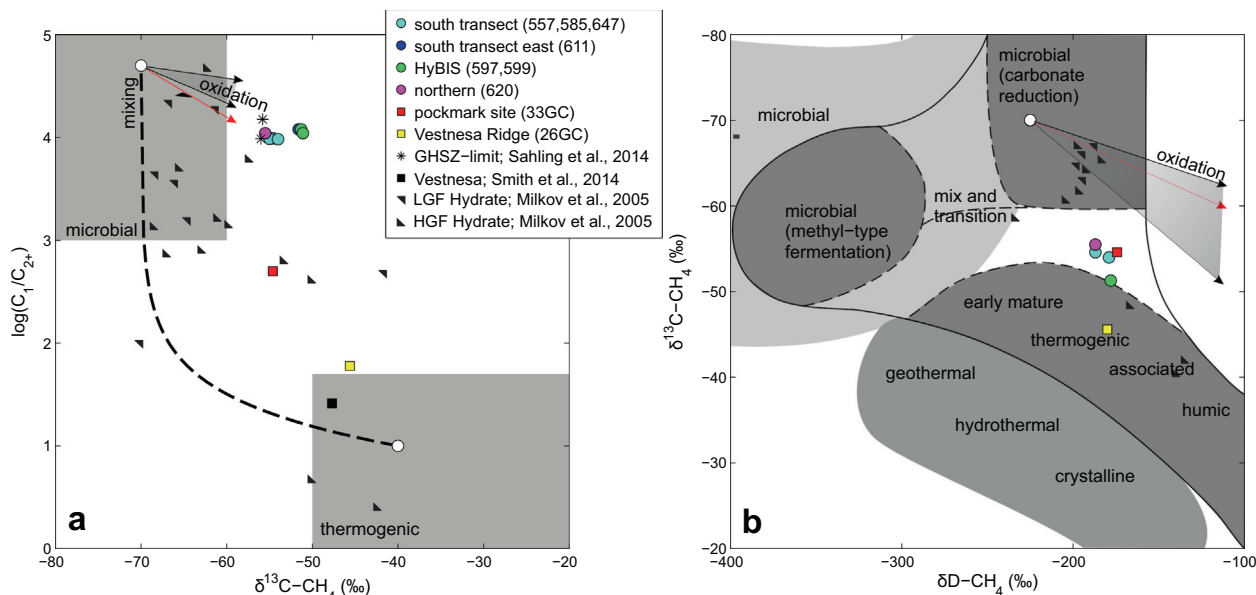 5
4
3
2
1
0
log(C₁/C₂₊)
microbial
mixing
oxidation
thermogenic
a
−80
−70
−60
−50
−40
−30
−20
δ¹³C−CH₄ (‰)
south transect (557,585,647)
south transect east (611)
HyBIS (597,599)
northern (620)
pockmark site (33GC)
Vestnesa Ridge (26GC)
GHSZ−limit; Sahling et al., 2014
Vestnesa; Smith et al., 2014
LGF Hydrate; Milkov et al., 2005
HGF Hydrate; Milkov et al., 2005
−80
−70
−60
−50
−40
−30
−20
δ¹³C−CH₄ (‰)
microbial
microbial
(carbonate
reduction)
oxidation
mix and
transition
microbial
(methyl−type
fermentation)
early mature
thermogenic
associated
humic
geothermal
hydrothermal
crystalline
b
−400
−300
−200
−100
δD−CH₄ (‰)